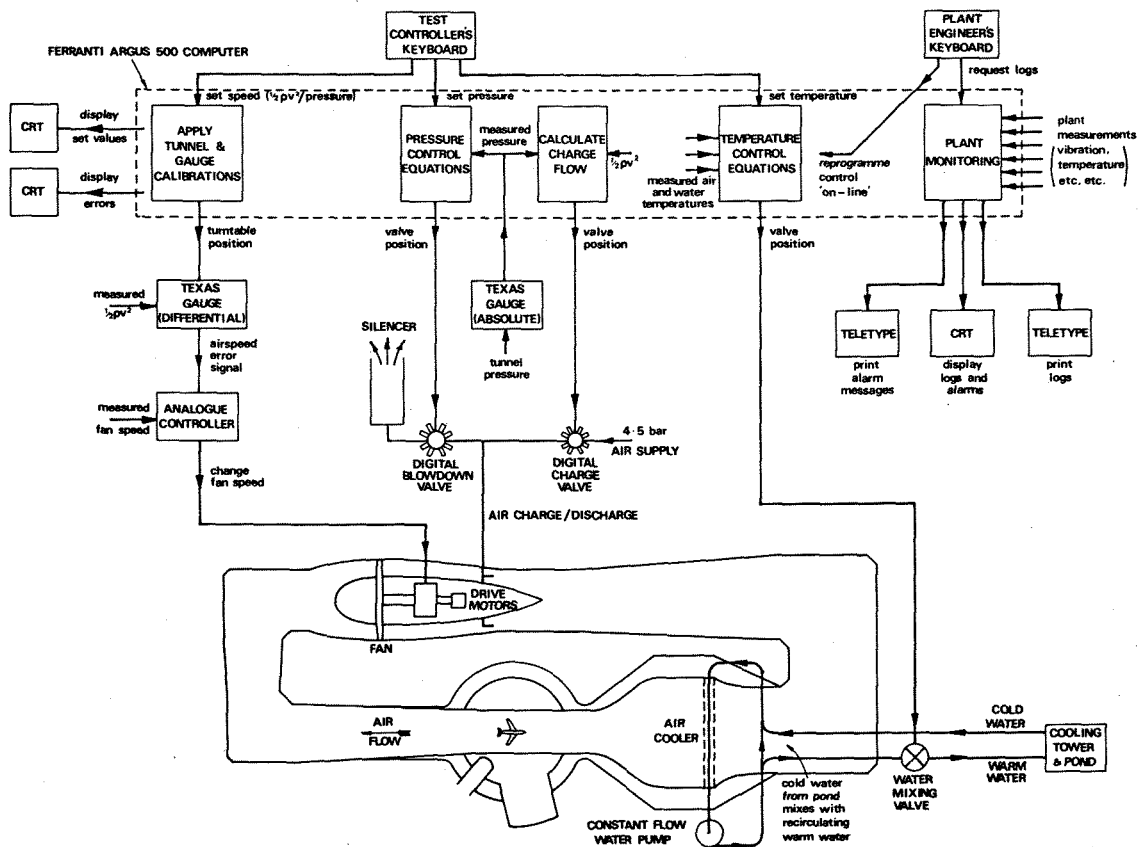 TEST
CONTROLLER'S
KEYBOARD
PLANT
ENGINEER'S
KEYBOARD
FERRANTI ARGUS 500 COMPUTER
request logs
set speed (½ρv²/pressure)
set pressure
set temperature
CRT
display
set values
APPLY
TUNNEL &
GAUGE
CALIBRATIONS
CRT
display
errors
PRESSURE
CONTROL
EQUATIONS
measured
pressure
CALCULATE
CHARGE
FLOW
½ρv²
TEMPERATURE
CONTROL
EQUATIONS
measured air
and water
temperatures
reprogramme
control
'on-line'
PLANT
MONITORING
plant
measurements
(vibration,
temperature
etc. etc.)
turntable
position
valve
position
valve
position
valve
position
measured
½ρv²
TEXAS
GAUGE
(DIFFERENTIAL)
TEXAS
GAUGE
(ABSOLUTE)
SILENCER
tunnel
pressure
TELETYPE
print
alarm
messages
CRT
display
logs and
alarms
TELETYPE
print
logs
airspeed
error
signal
measured
fan speed
ANALOGUE
CONTROLLER
change
fan speed
DIGITAL
BLOWDOWN
VALVE
DIGITAL
CHARGE
VALVE
4·5 bar
AIR SUPPLY
AIR CHARGE/DISCHARGE
DRIVE
MOTORS
FAN
AIR
FLOW
AIR
COOLER
COLD
WATER
WARM
WATER
COOLING
TOWER
& POND
WATER
MIXING
VALVE
cold water
from pond
mixes with
recirculating
warm water
CONSTANT FLOW
WATER PUMP